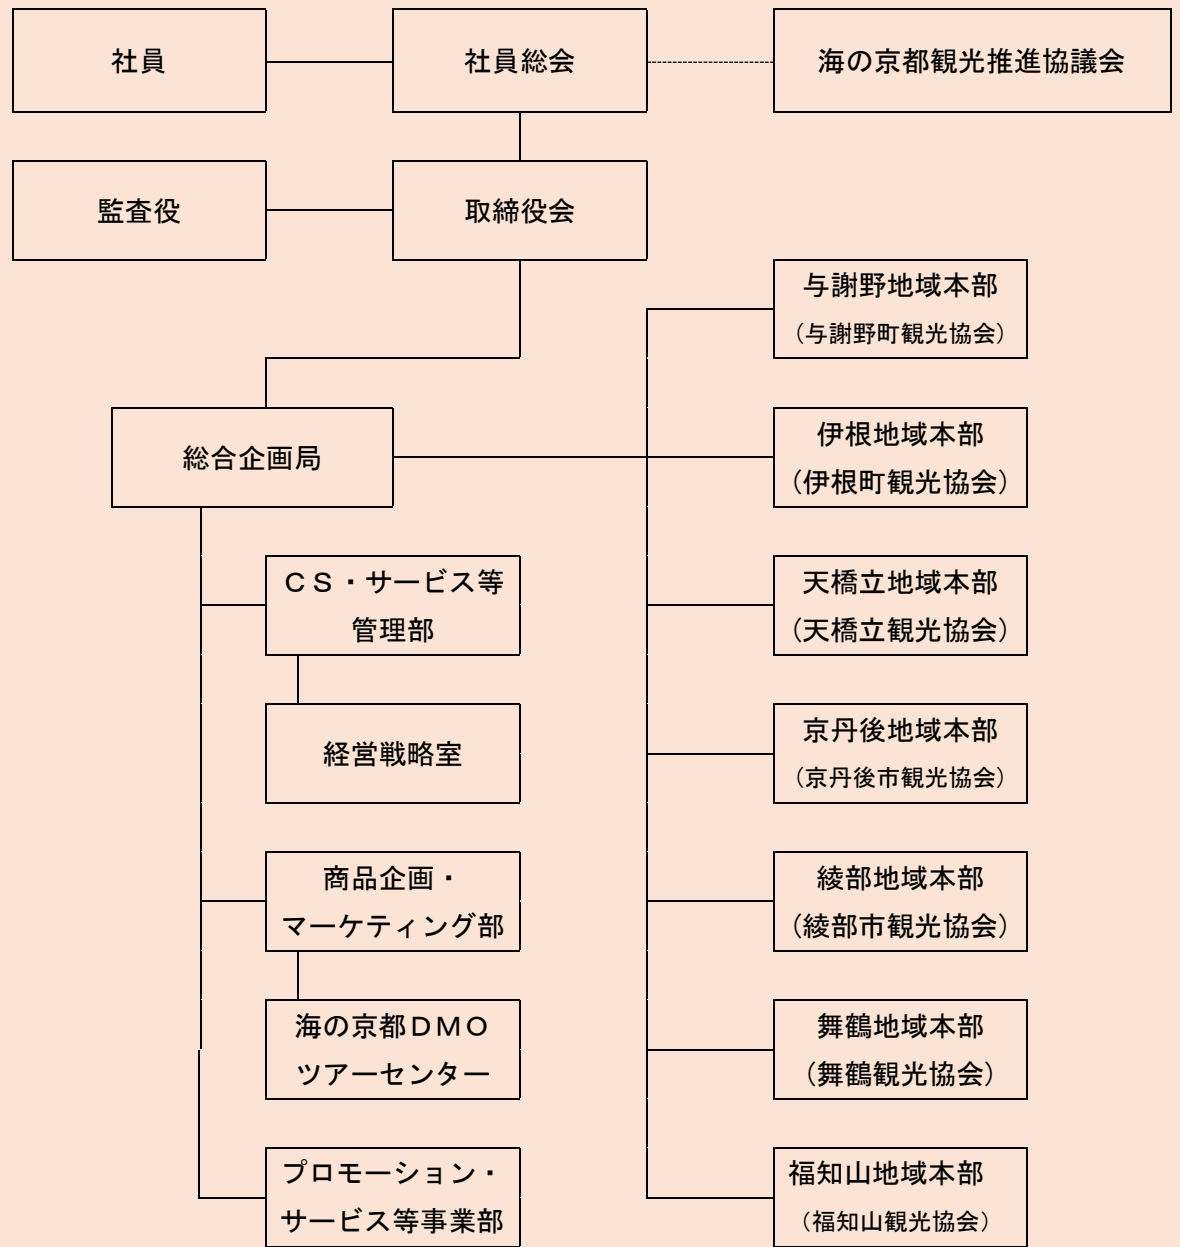 社員
社員総会
海の京都観光推進協議会
監査役
取締役会
与謝野地域本部
（与謝野町観光協会）
総合企画局
伊根地域本部
（伊根町観光協会）
ＣＳ・サービス等
管理部
天橋立地域本部
（天橋立観光協会）
経営戦略室
京丹後地域本部
（京丹後市観光協会）
商品企画・
マーケティング部
綾部地域本部
（綾部市観光協会）
海の京都ＤＭＯ
ツアーセンター
舞鶴地域本部
（舞鶴観光協会）
プロモーション・
サービス等事業部
福知山地域本部
（福知山観光協会）